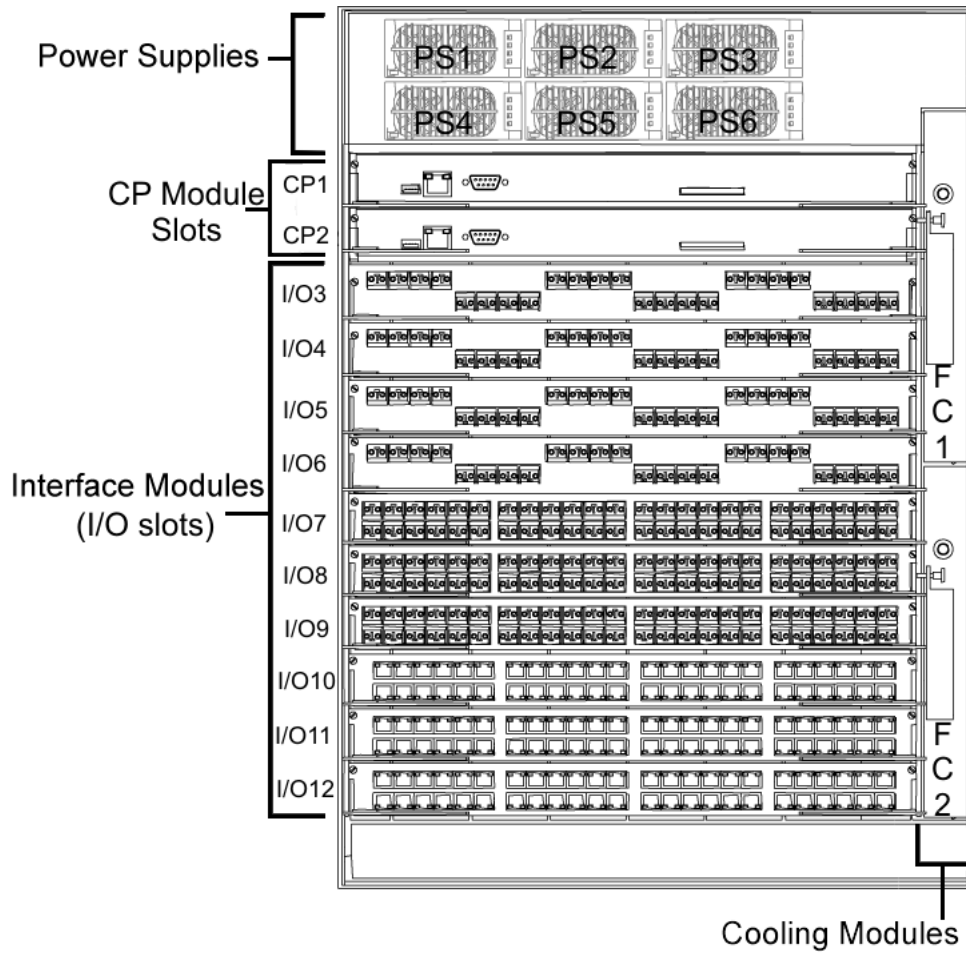 Power Supplies
PS1 PS2 PS3
PS4 PS5 PS6
CP Module
Slots
CP1
CP2
Interface Modules
(I/O slots)
I/O3
I/O4
I/O5
I/O6
I/O7
I/O8
I/O9
I/O10
I/O11
I/O12
F
C
1
F
C
2
Cooling Modules